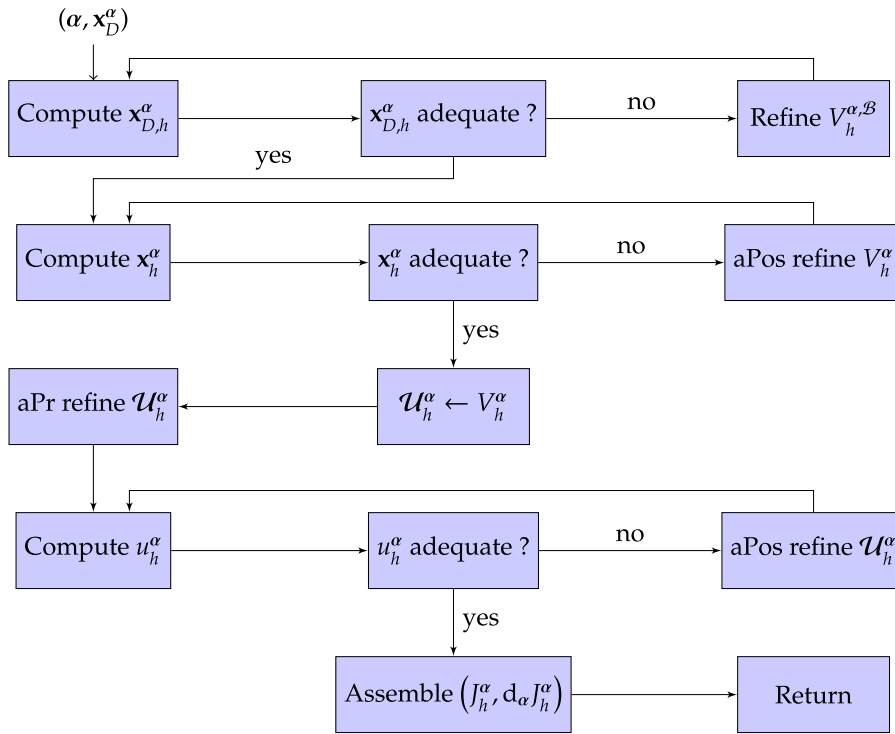 (𝜶, 𝐱_D^𝜶)
Compute 𝐱_{D,h}^𝜶
𝐱_{D,h}^𝜶 adequate ?
no
Refine V_h^{𝜶,ℬ}
yes
Compute 𝐱_h^𝜶
𝐱_h^𝜶 adequate ?
no
aPos refine V_h^𝜶
yes
aPr refine 𝓤_h^𝜶
𝓤_h^𝜶 ← V_h^𝜶
Compute u_h^𝜶
u_h^𝜶 adequate ?
no
aPos refine 𝓤_h^𝜶
yes
Assemble (J_h^𝜶, d_𝜶 J_h^𝜶)
Return